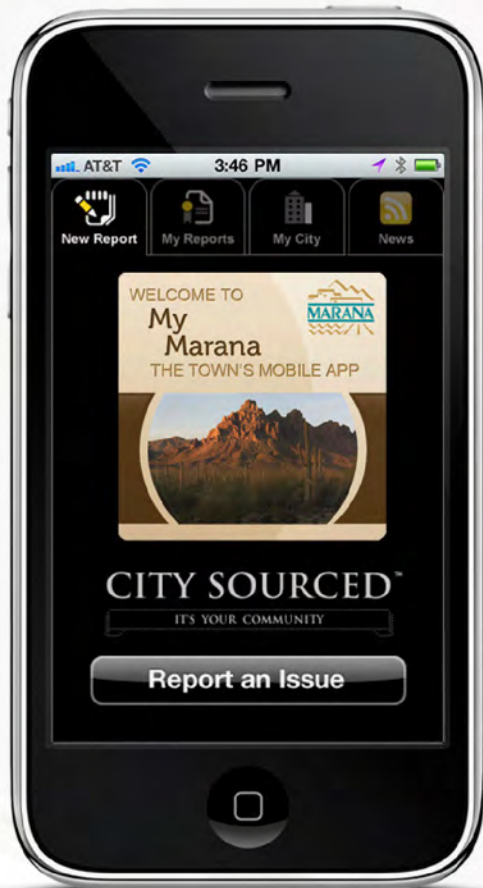 AT&T 3:46 PM
New Report My Reports My City News
WELCOME TO
My
Marana
THE TOWN'S MOBILE APP
MARANA
CITY SOURCED™
IT'S YOUR COMMUNITY
Report an Issue